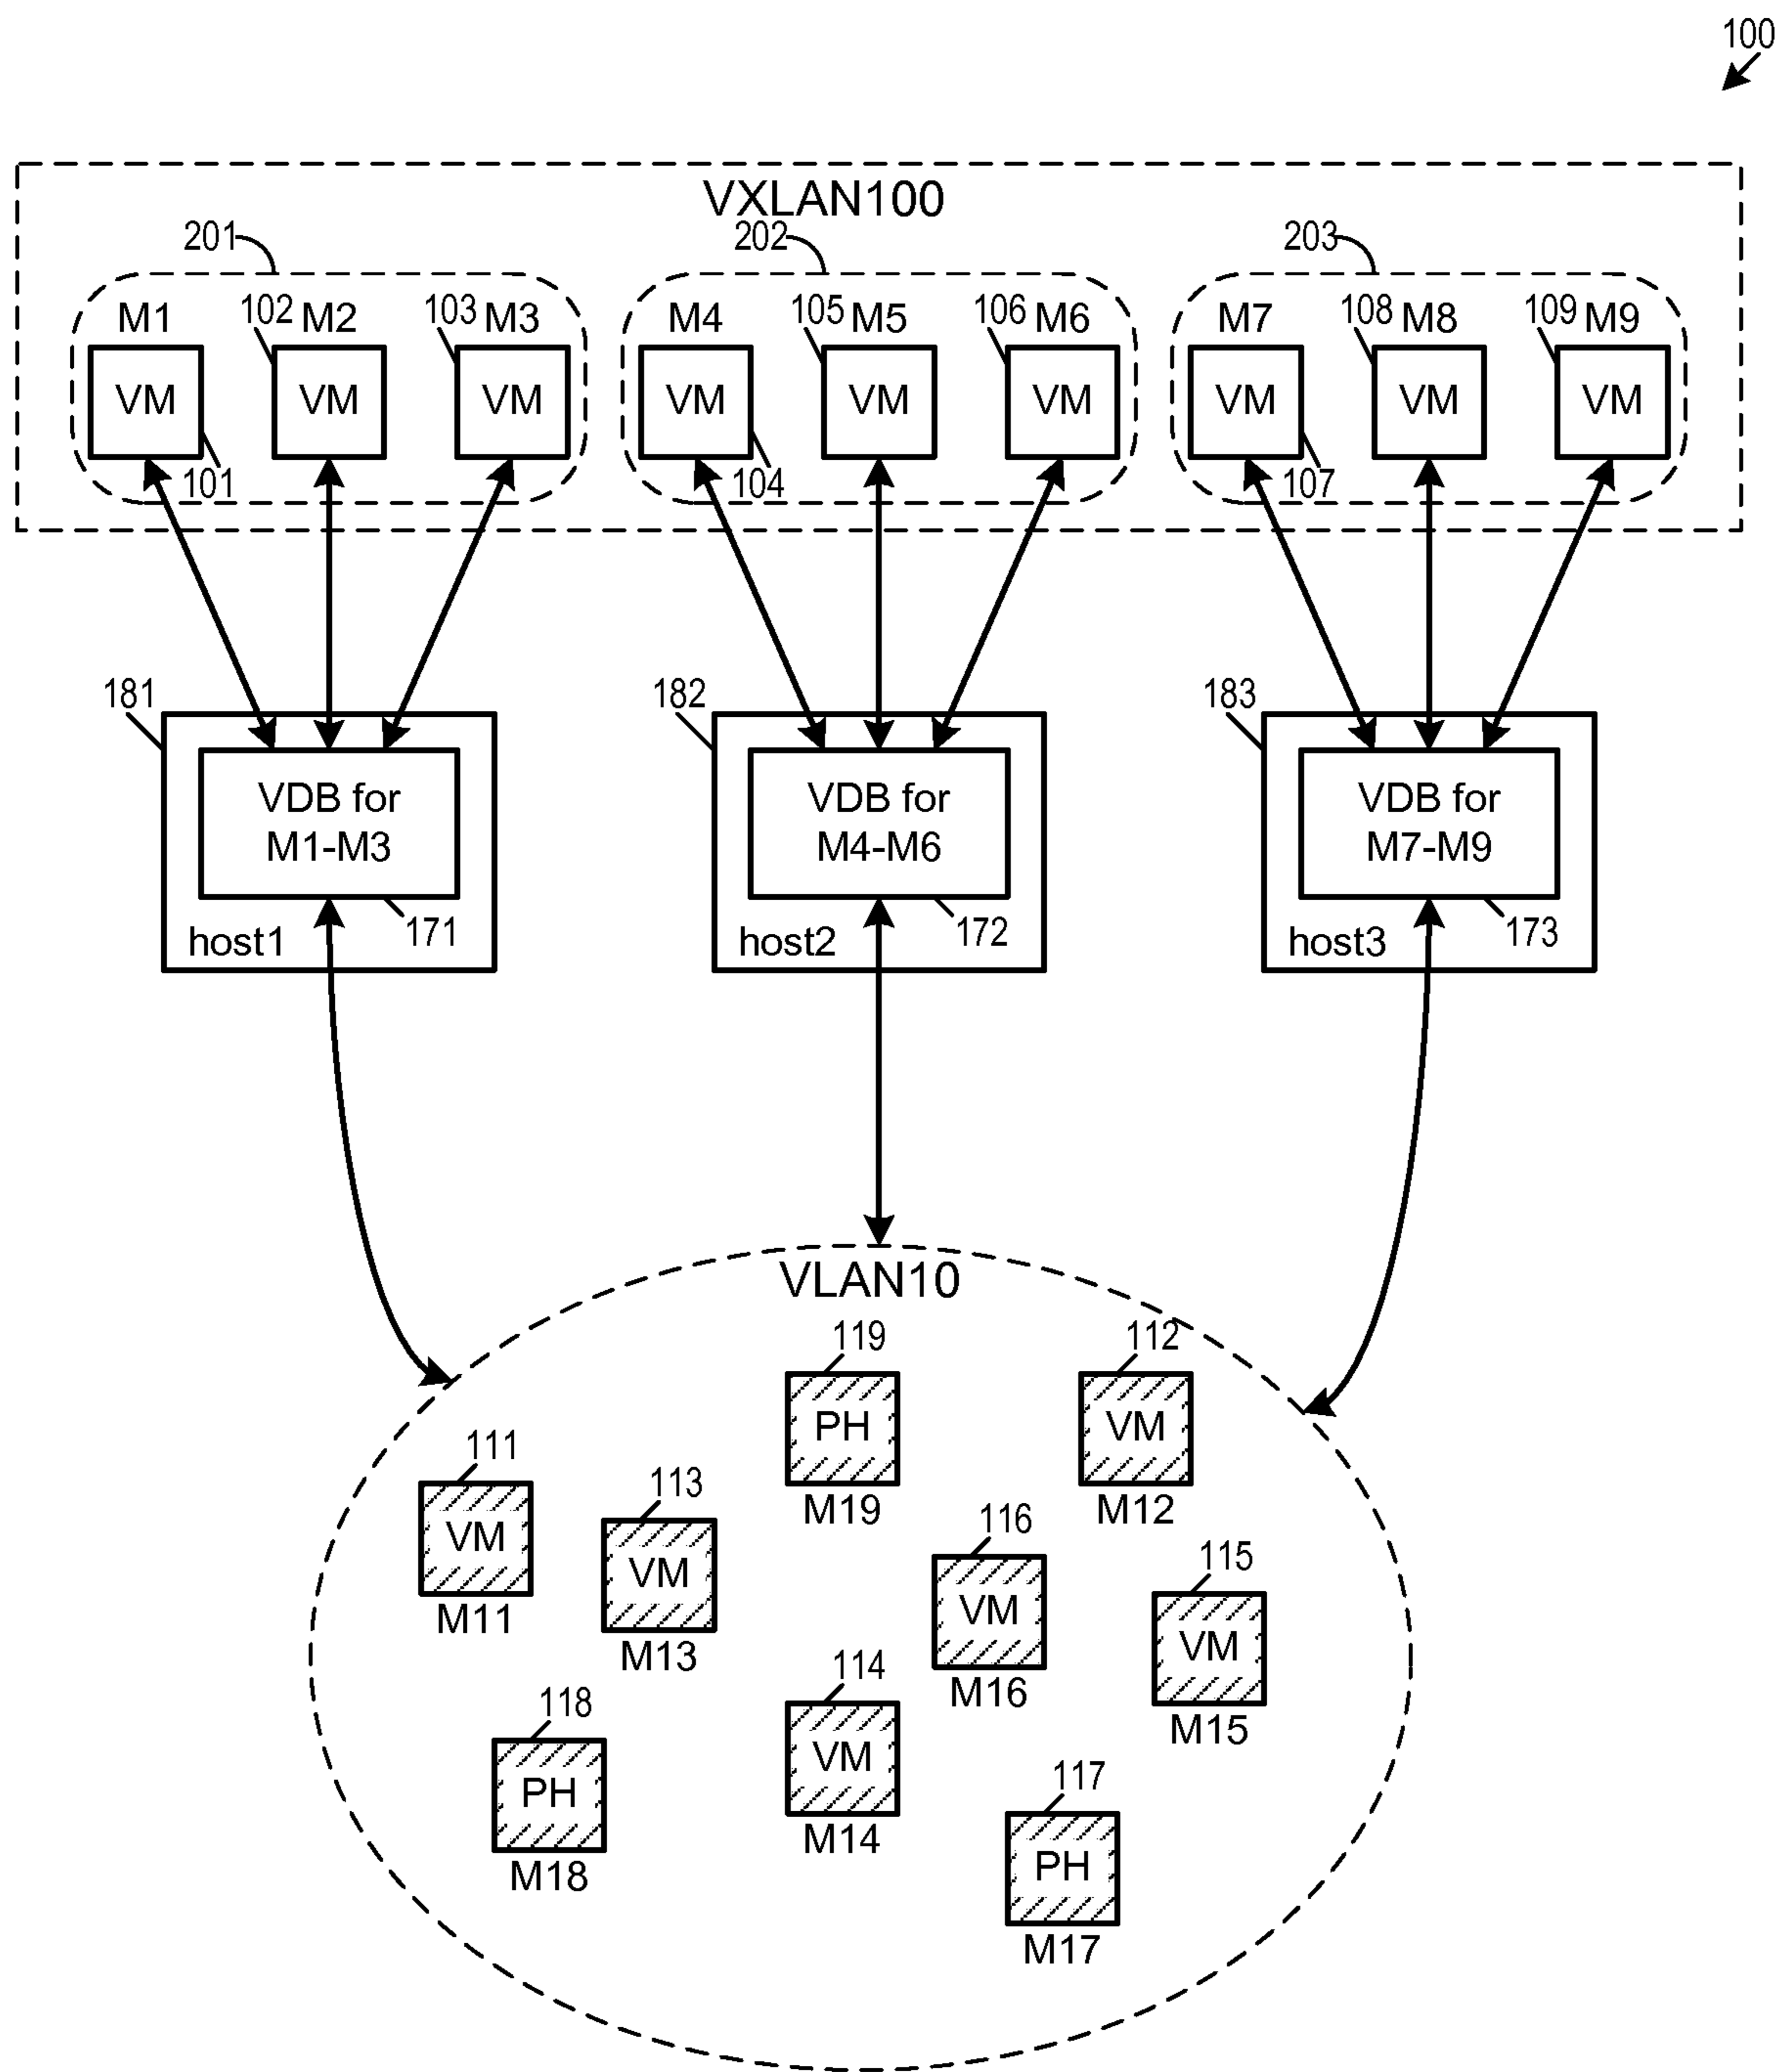 100
VXLAN100
201 202 203
M1 102 M2 103 M3 M4 105 M5 106 M6 M7 108 M8 109 M9
VM VM VM VM VM VM VM VM VM
101 104 107
181 182 183
VDB for VDB for VDB for
M1-M3 M4-M6 M7-M9
171 172 173
host1 host2 host3
VLAN10
119 112
PH VM
111
M19 M12
113
116
VM
115
VM
VM
M11
VM
M13
114
M16
118
M15
VM
117
PH
M14
M18
PH
M17